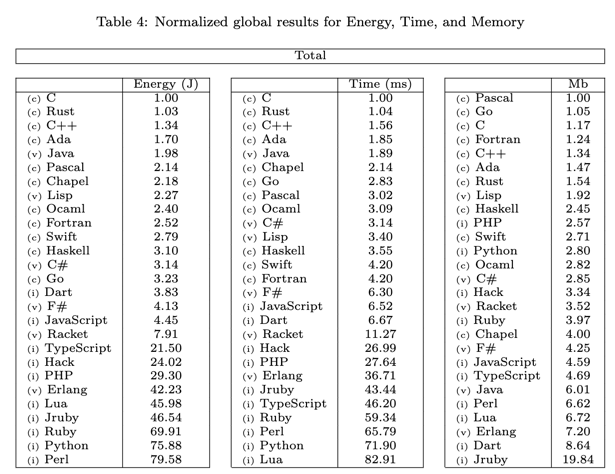 Table 4: Normalized global results for Energy, Time, and Memory
Total
Energy (J)
(c) C 1.00
(c) Rust 1.03
(c) C++ 1.34
(c) Ada 1.70
(v) Java 1.98
(c) Pascal 2.14
(c) Chapel 2.18
(v) Lisp 2.27
(c) Ocaml 2.40
(c) Fortran 2.52
(c) Swift 2.79
(c) Haskell 3.10
(v) C# 3.14
(c) Go 3.23
(i) Dart 3.83
(v) F# 4.13
(i) JavaScript 4.45
(v) Racket 7.91
(i) TypeScript 21.50
(i) Hack 24.02
(i) PHP 29.30
(v) Erlang 42.23
(i) Lua 45.98
(i) Jruby 46.54
(i) Ruby 69.91
(i) Python 75.88
(i) Perl 79.58
Time (ms)
(c) C 1.00
(c) Rust 1.04
(c) C++ 1.56
(c) Ada 1.85
(v) Java 1.89
(c) Chapel 2.14
(c) Go 2.83
(c) Pascal 3.02
(c) Ocaml 3.09
(v) C# 3.14
(v) Lisp 3.40
(c) Haskell 3.55
(c) Swift 4.20
(c) Fortran 4.20
(v) F# 6.30
(i) JavaScript 6.52
(i) Dart 6.67
(v) Racket 11.27
(i) Hack 26.99
(i) PHP 27.64
(v) Erlang 36.71
(i) Jruby 43.44
(i) TypeScript 46.20
(i) Ruby 59.34
(i) Perl 65.79
(i) Python 71.90
(i) Lua 82.91
Mb
(c) Pascal 1.00
(c) Go 1.05
(c) C 1.17
(c) Fortran 1.24
(c) C++ 1.34
(c) Ada 1.47
(c) Rust 1.54
(v) Lisp 1.92
(c) Haskell 2.45
(i) PHP 2.57
(c) Swift 2.71
(i) Python 2.80
(c) Ocaml 2.82
(v) C# 2.85
(i) Hack 3.34
(v) Racket 3.52
(i) Ruby 3.97
(c) Chapel 4.00
(v) F# 4.25
(i) JavaScript 4.59
(i) TypeScript 4.69
(v) Java 6.01
(i) Perl 6.62
(i) Lua 6.72
(v) Erlang 7.20
(i) Dart 8.64
(i) Jruby 19.84